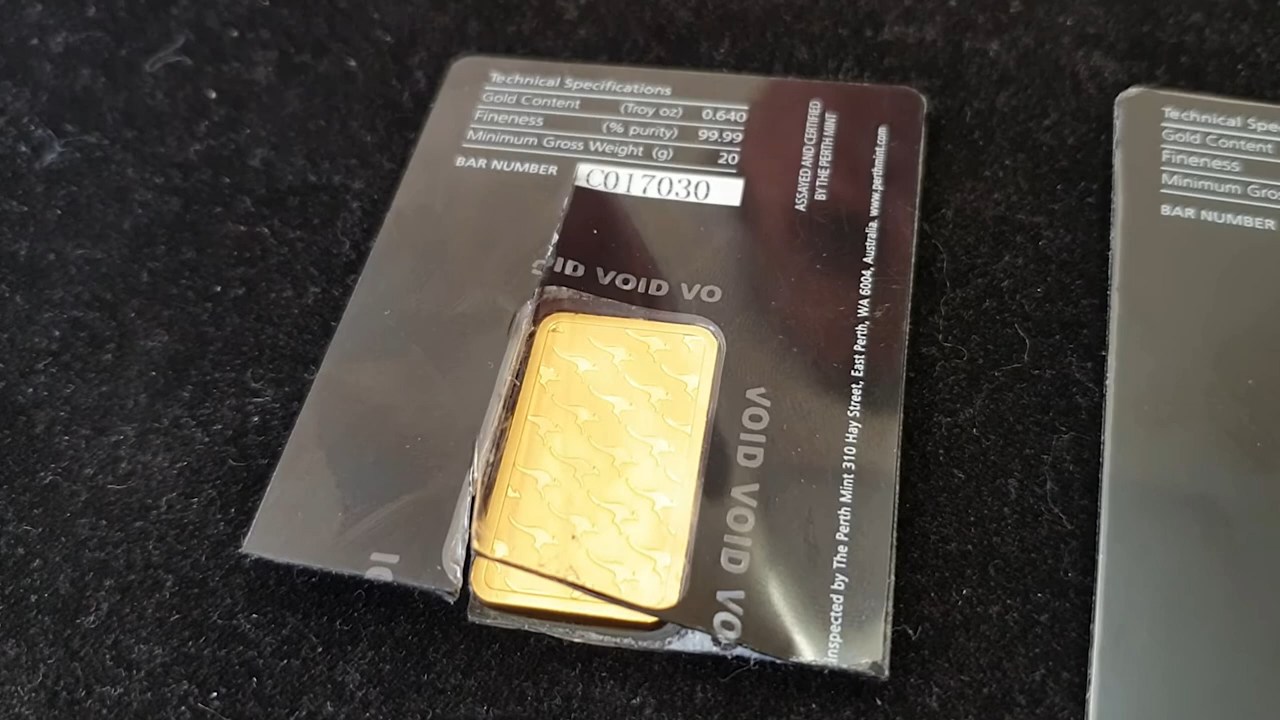 Technical Specifications
Gold Content (Troy oz) 0.640
Fineness (% purity) 99.99
Minimum Gross Weight (g) 20
BAR NUMBER C017030
ASSAYED AND CERTIFIED
BY THE PERTH MINT
Inspected by The Perth Mint 310 Hay Street, East Perth, WA 6004, Australia. www.perthmint.com
OID VOID VO
VOID VOID VO
Technical Spe
Gold Content
Fineness
Minimum Gro
BAR NUMBER